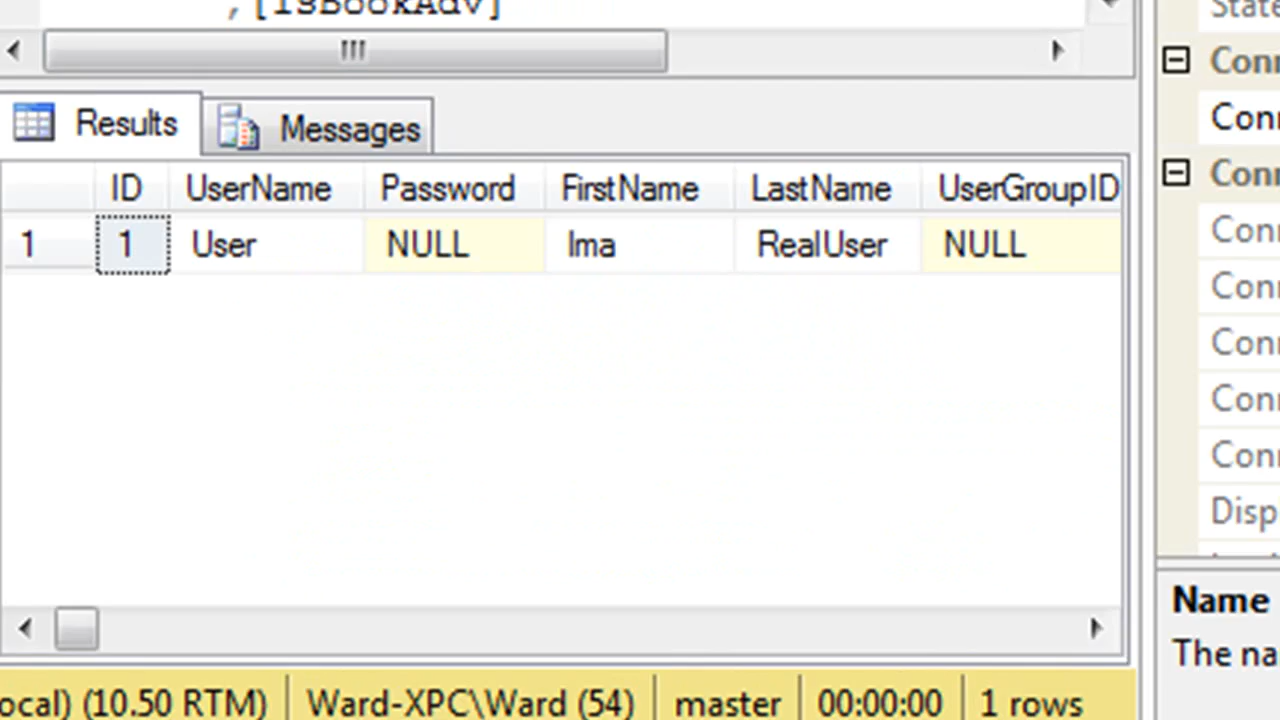 ,[IsBookAdv]
State
Conn
Conn
Results Messages
Conn
ID UserName Password FirstName LastName UserGroupID
1 1 User NULL Ima RealUser NULL
Conn
Conn
Conn
Conn
Conn
Disp
Name
The na
ocal) (10.50 RTM) Ward-XPC\Ward (54) master 00:00:00 1 rows